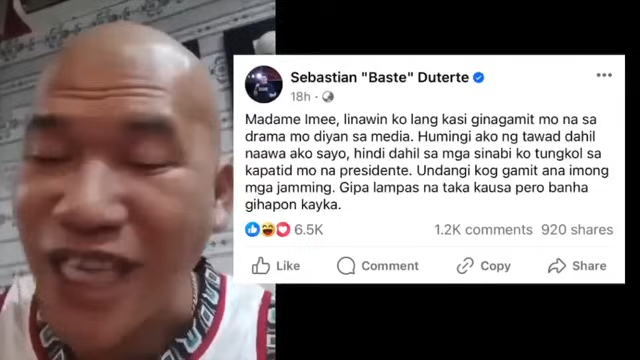 Sebastian "Baste" Duterte
18h
Madame Imee, linawin ko lang kasi ginagamit mo na sa
drama mo diyan sa media. Humingi ako ng tawad dahil
naawa ako sayo, hindi dahil sa mga sinabi ko tungkol sa
kapatid mo na presidente. Undangi kog gamit ana imong
mga jamming. Gipa lampas na taka kausa pero banha
gihapon kayka.
6.5K 1.2K comments 920 shares
Like Comment Copy Share